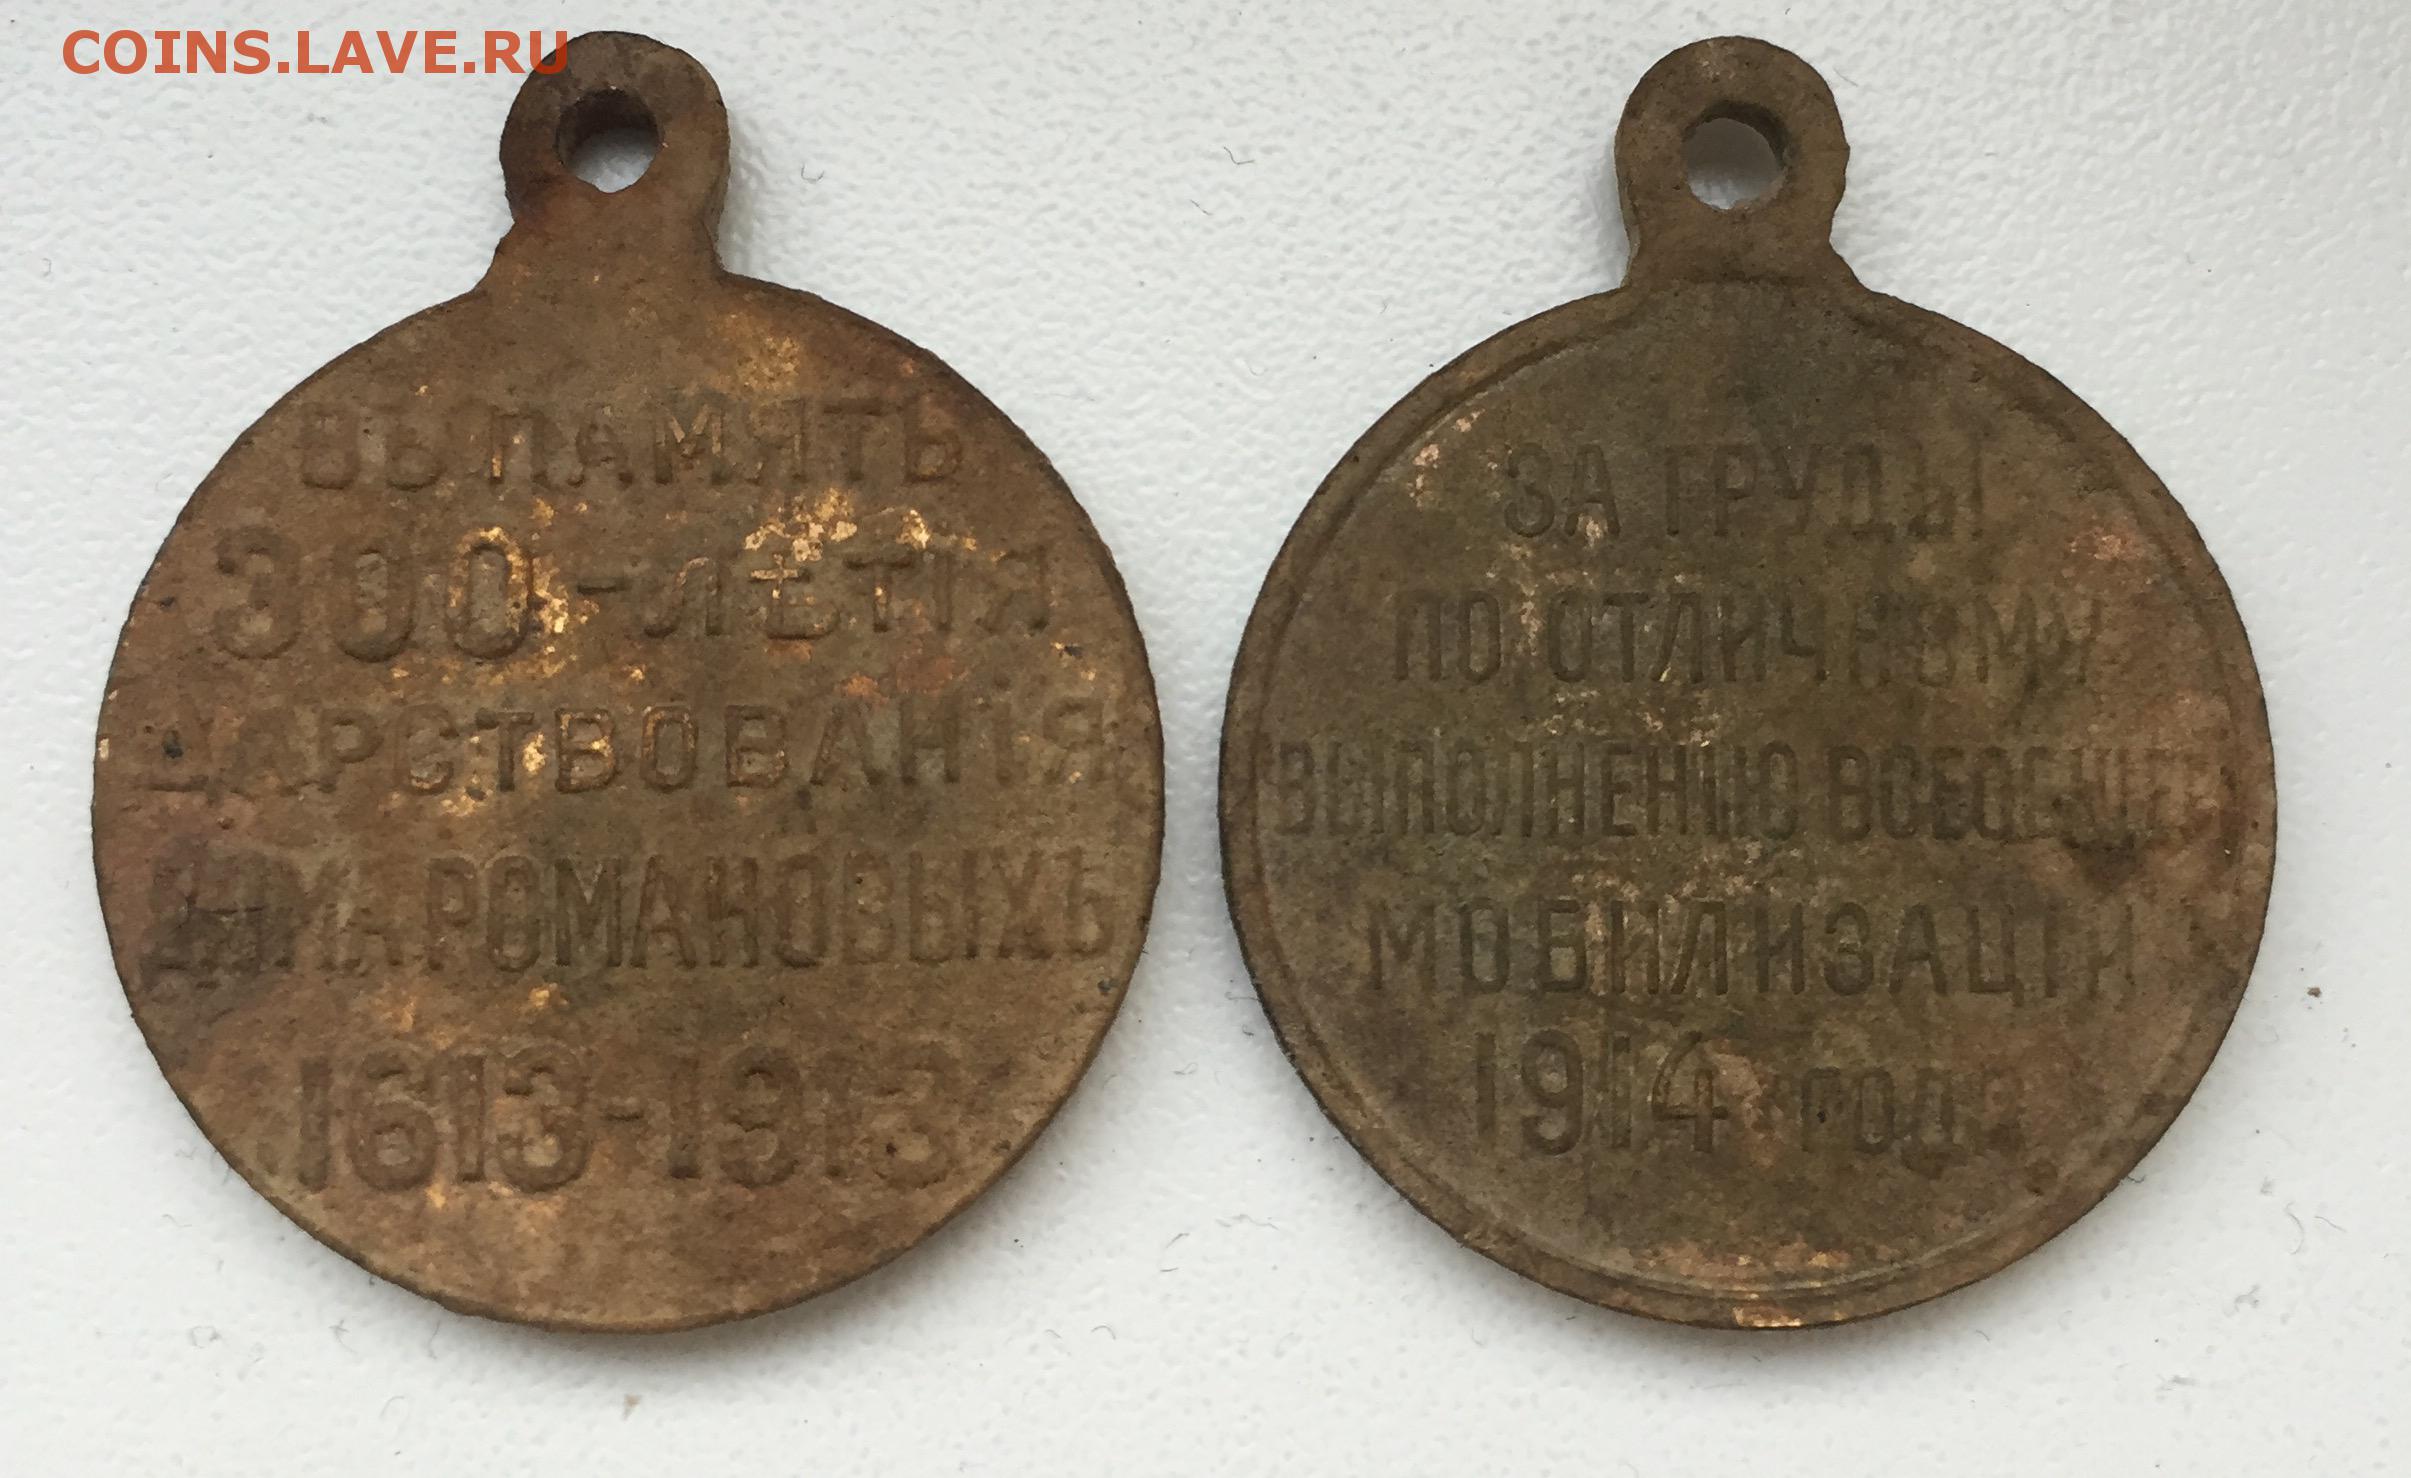 COINS.LAVE.RU
ВЪ ПАМЯТЬ
300-ЛѢТІЯ
ЦАРСТВОВАНІЯ
ДОМА РОМАНОВЫХЪ
1613-1913
ЗА ТРУДЫ
ПО ОТЛИЧНОМУ
ВЫПОЛНЕНІЮ ВСЕОБЩЕЙ
МОБИЛИЗАЦІИ
1914 ГОДА